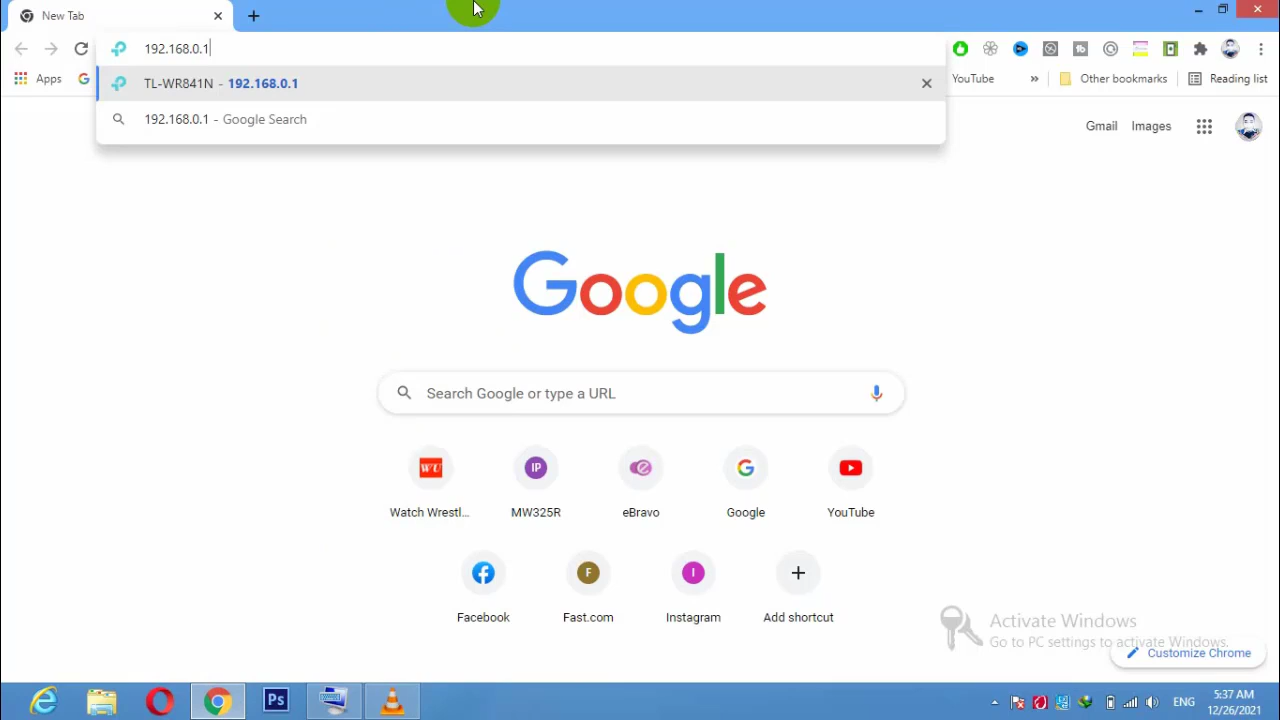 New Tab
192.168.0.1
TL-WR841N - 192.168.0.1
192.168.0.1 - Google Search
Apps
YouTube
»
Other bookmarks
Reading list
Gmail
Images
Google
Search Google or type a URL
WU
IP
Watch Wrestl...
MW325R
eBravo
Google
YouTube
F
I
Facebook
Fast.com
Instagram
Add shortcut
Activate Windows
Go to PC settings to activate Windows.
Customize Chrome
Ps
ENG
5:37 AM
12/26/2021